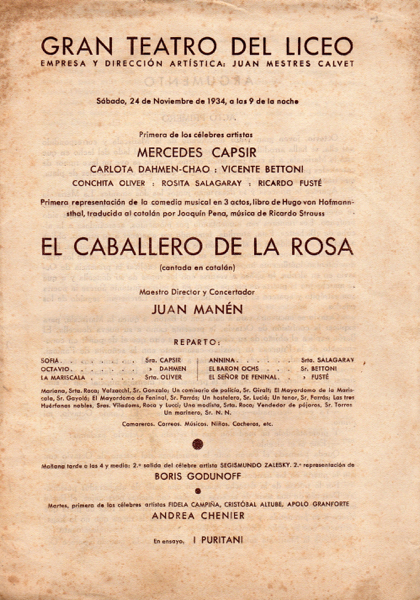 GRAN TEATRO DEL LICEO
EMPRESA Y DIRECCIÓN ARTÍSTICA: JUAN MESTRES CALVET
Sábado, 24 de Noviembre de 1934, a las 9 de la noche
Primera de los célebres artistas
MERCEDES CAPSIR
CARLOTA DAHMEN-CHAO : VICENTE BETTONI
CONCHITA OLIVER : ROSITA SALAGARAY : RICARDO FUSTÉ
Primera representación de la comedia musical en 3 actos, libro de Hugo von Hofmann-
sthal, traducida al catalán por Joaquín Pena, música de Ricardo Strauss
EL CABALLERO DE LA ROSA
(cantada en catalán)
Maestro Director y Concertador
JUAN MANÉN
REPARTO:
SOFIA . . . . . . . . . Sra. CAPSIR
OCTAVIO . . . . . . . . » DAHMEN
LA MARISCALA . . . . . . Srta. OLIVER
ANNINA . . . . . . . . Srta. SALAGARAY
EL BARON OCHS . . . . . . Sr. BETTONI
EL SEÑOR DE FENINAL . . . » FUSTÉ
Mariana, Srta. Roca; Valzacchi, Sr. Gonzalo; Un comisario de policía, Sr. Giralt; El Mayordomo de la Maris-
cala, Sr. Gayolá; El Mayordomo de Feninal, Sr. Farrás; Un hostelero, Sr. Lució; Un tenor, Sr. Farrás; Las tres
Huérfanas nobles, Sras. Viladoms, Roca y Lucci; Una modista, Srta. Roca; Vendedor de pájaros, Sr. Torres
Un marinero, Sr. N. N.
Camareros. Correos. Músicos. Niños. Cocheros, etc.
Mañana tarde a las 4 y media: 2.ª salida del célebre artista SEGISMUNDO ZALESKY. 2.ª representación de
BORIS GODUNOFF
Martes, primera de los célebres artistas FIDELA CAMPIÑA, CRISTÓBAL ALTUBE, APOLO GRANFORTE
ANDREA CHENIER
En ensayo, I PURITANI